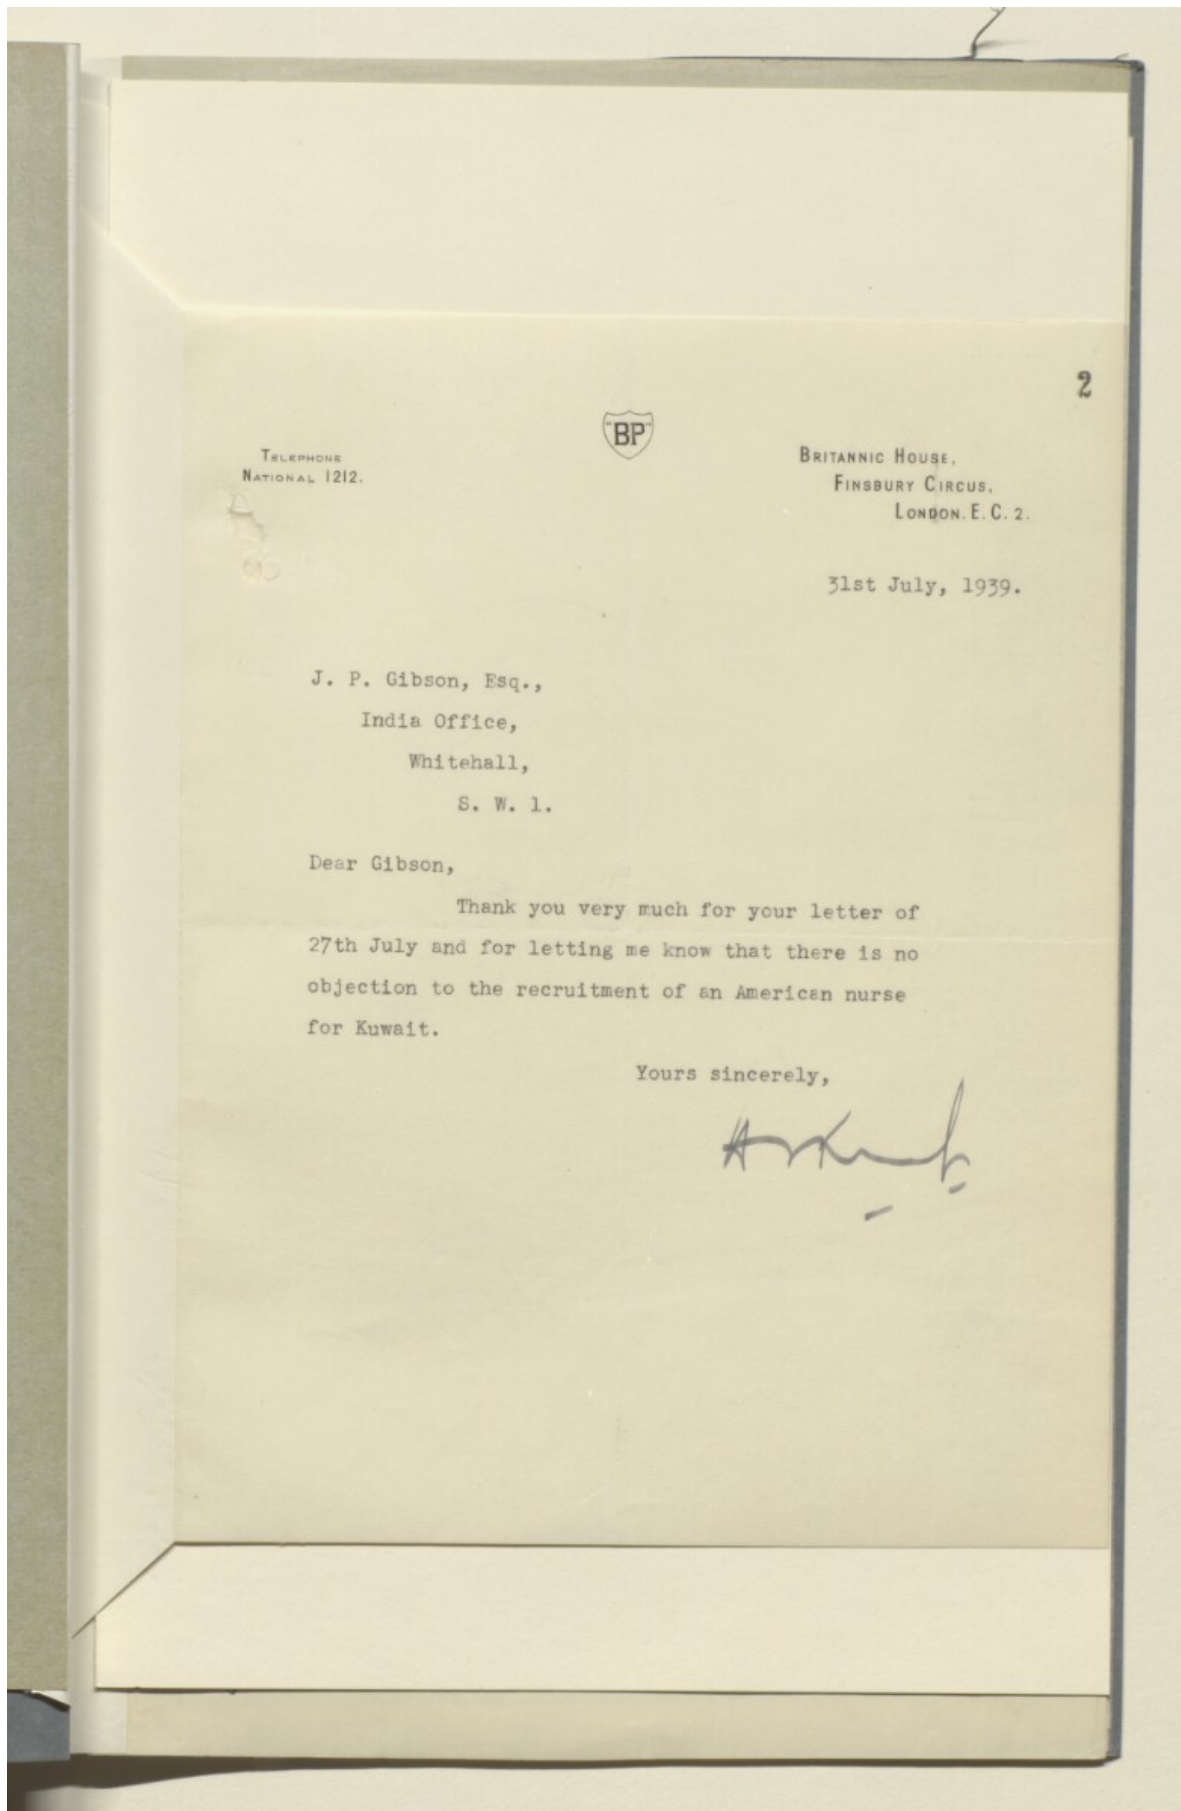 2
"BP"
TELEPHONE
NATIONAL 1212.
BRITANNIC HOUSE,
FINSBURY CIRCUS,
LONDON. E. C. 2.
31st July, 1939.
J. P. Gibson, Esq.,
India Office,
Whitehall,
S. W. 1.
Dear Gibson,
Thank you very much for your letter of
27th July and for letting me know that there is no
objection to the recruitment of an American nurse
for Kuwait.
Yours sincerely,